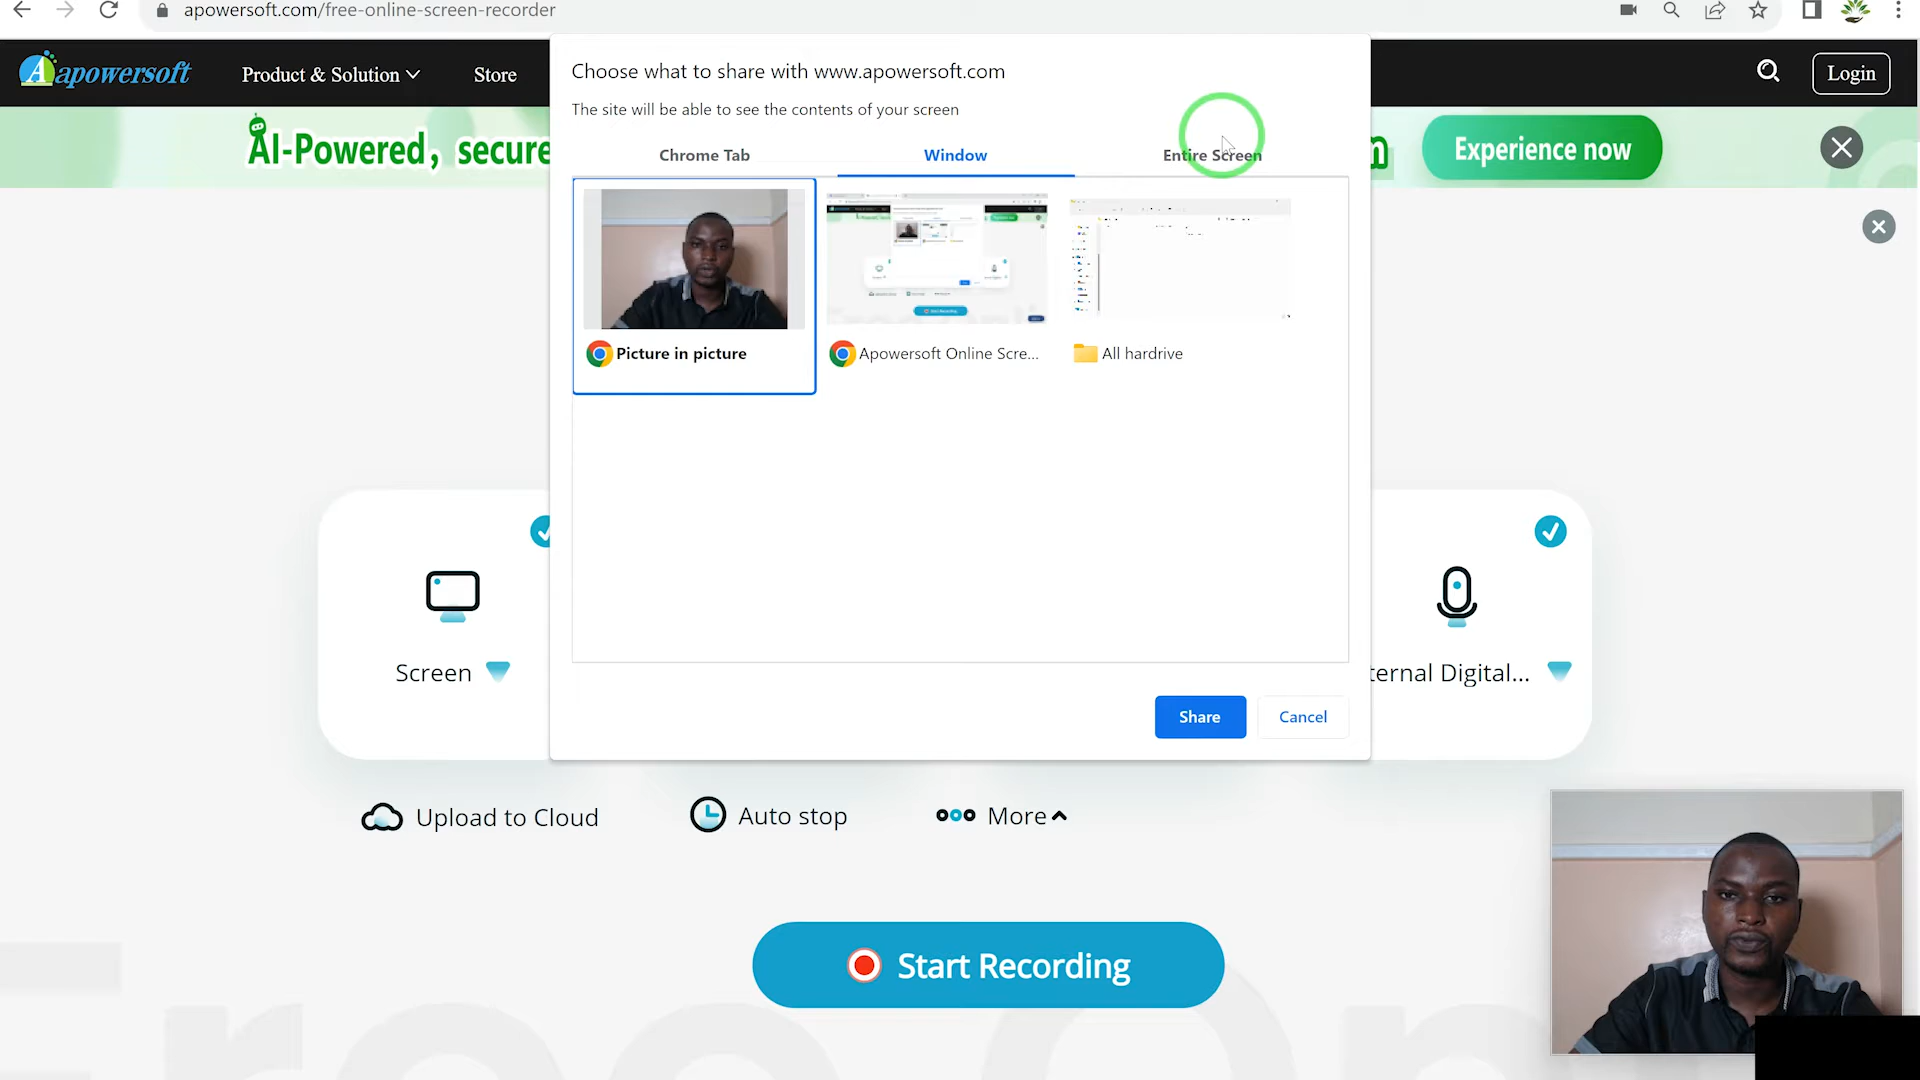 apowersoft.com/free-online-screen-recorder
apowersoft
Product & Solution
Store
Login
AI-Powered, secure
Experience now
Choose what to share with www.apowersoft.com
The site will be able to see the contents of your screen
Chrome Tab
Window
Entire Screen
Picture in picture
Apowersoft Online Scre...
All hardrive
Share
Cancel
Screen
ternal Digital...
Upload to Cloud
Auto stop
More
Start Recording